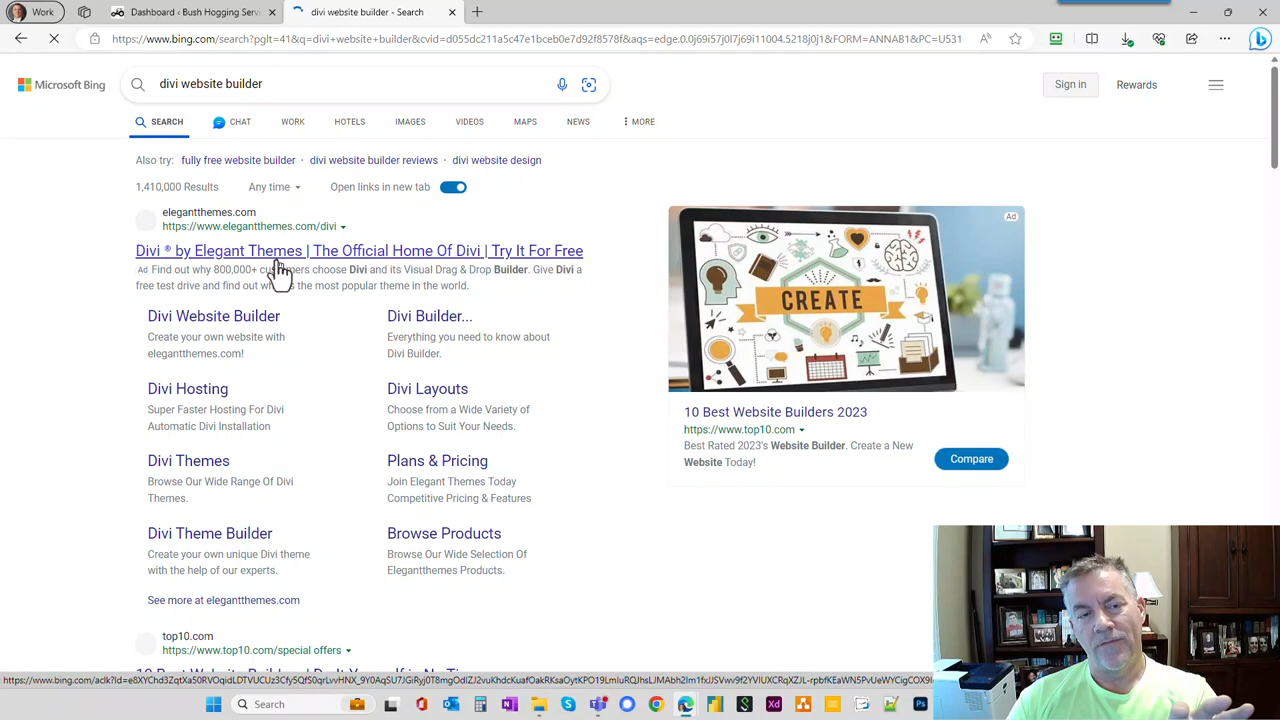 Work
Dashboard ‹ Bush Hogging Servi
divi website builder - Search
https://www.bing.com/search?pglt=41&q=divi+website+builder&cvid=d055dc211a5c47e1bceb0e7d92f8578f&aqs=edge.0.0j69i57j0l7j69i11004.5218j0j1&FORM=ANNAB1&PC=U531
Microsoft Bing
divi website builder
Sign in
Rewards
SEARCH
CHAT
WORK
HOTELS
IMAGES
VIDEOS
MAPS
NEWS
MORE
Also try: fully free website builder · divi website builder reviews · divi website design
1,410,000 Results
Any time
Open links in new tab
elegantthemes.com
https://www.elegantthemes.com/divi
Divi ® by Elegant Themes | The Official Home Of Divi | Try It For Free
Ad Find out why 800,000+ customers choose Divi and its Visual Drag & Drop Builder. Give Divi a
free test drive and find out the most popular theme in the world.
Divi Website Builder
Create your own website with
elegantthemes.com!
Divi Builder...
Everything you need to know about
Divi Builder.
Divi Hosting
Super Faster Hosting For Divi
Automatic Divi Installation
Divi Layouts
Choose from a Wide Variety of
Options to Suit Your Needs.
Divi Themes
Browse Our Wide Range Of Divi
Themes.
Plans & Pricing
Join Elegant Themes Today
Competitive Pricing & Features
Divi Theme Builder
Create your own unique Divi theme
with the help of our experts.
Browse Products
Browse Our Wide Selection Of
Elegantthemes Products.
See more at elegantthemes.com
top10.com
https://www.top10.com/special offers
Ad
CREATE
10 Best Website Builders 2023
https://www.top10.com
Best Rated 2023's Website Builder. Create a New
Website Today!
Compare
Search